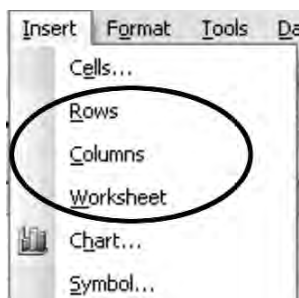 Insert Format Tools Da
Cells...
Rows
Columns
Worksheet
Chart...
Symbol...